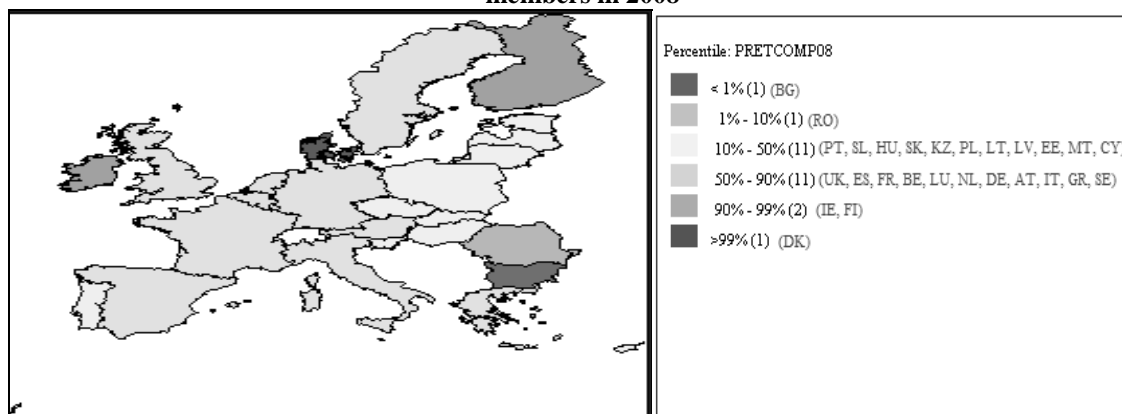 members in 2008
Percentile: PRETCOMP08
< 1% (1) (BG)
1% - 10% (1) (RO)
10% - 50% (11) (PT, SL, HU, SK, KZ, PL, LT, LV, EE, MT, CY)
50% - 90% (11) (UK, ES, FR, BE, LU, NL, DE, AT, IT, GR, SE)
90% - 99% (2) (IE, FI)
>99% (1) (DK)